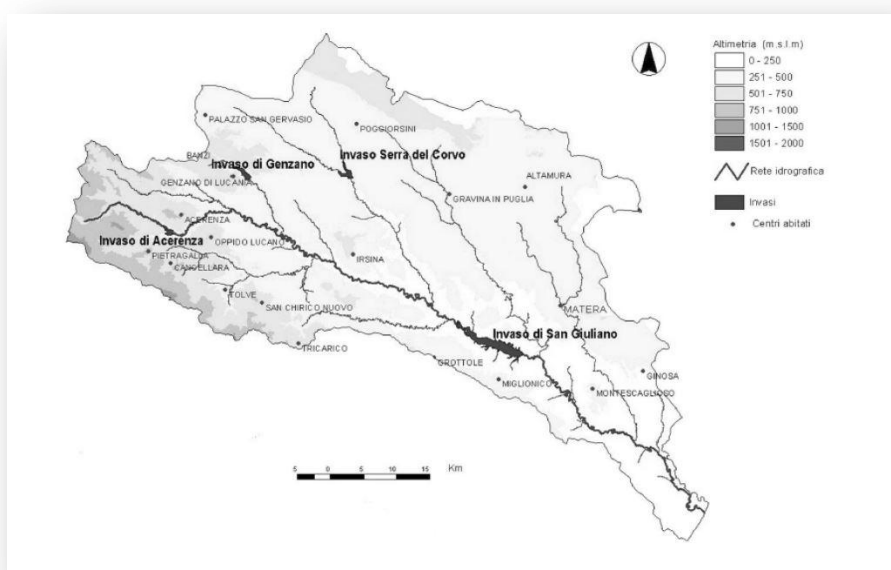 Altimetria (m.s.l.m)
0 - 250
251 - 500
501 - 750
751 - 1000
1001 - 1500
1501 - 2000
Rete idrografica
Invasi
Centri abitati
PALAZZO SAN GERVASIO
POGGIORSINI
BANZI
Invaso di Genzano
Invaso Serra del Corvo
GENZANO DI LUCANIA
ALTAMURA
GRAVINA IN PUGLIA
ACERENZA
Invaso di Acerenza
OPPIDO LUCANO
PIETRAGALLA
CANCELLARA
IRSINA
TOLVE
SAN CHIRICO NUOVO
MATERA
Invaso di San Giuliano
TRICARICO
GROTTOLE
MIGLIONICO
GINOSA
MONTESCAGLIOSO
5 0 5 10 15 Km